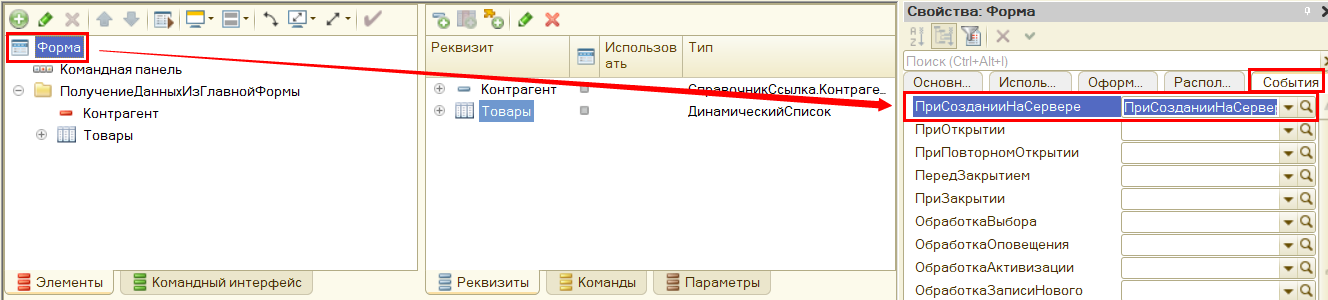 Форма
Командная панель
ПолучениеДанныхИзГлавнойФормы
Контрагент
Товары
Элементы
Командный интерфейс
Реквизит
Использов
ать
Тип
Контрагент
СправочникСсылка.Контраге...
Товары
ДинамическийСписок
Реквизиты
Команды
Параметры
Свойства: Форма
Поиск (Ctrl+Alt+I)
Основн...
Исполь...
Оформ...
Распол...
События
ПриСозданииНаСервере
ПриСозданииНаСервер
ПриОткрытии
ПриПовторномОткрытии
ПередЗакрытием
ПриЗакрытии
ОбработкаВыбора
ОбработкаОповещения
ОбработкаАктивизации
ОбработкаЗаписиНового